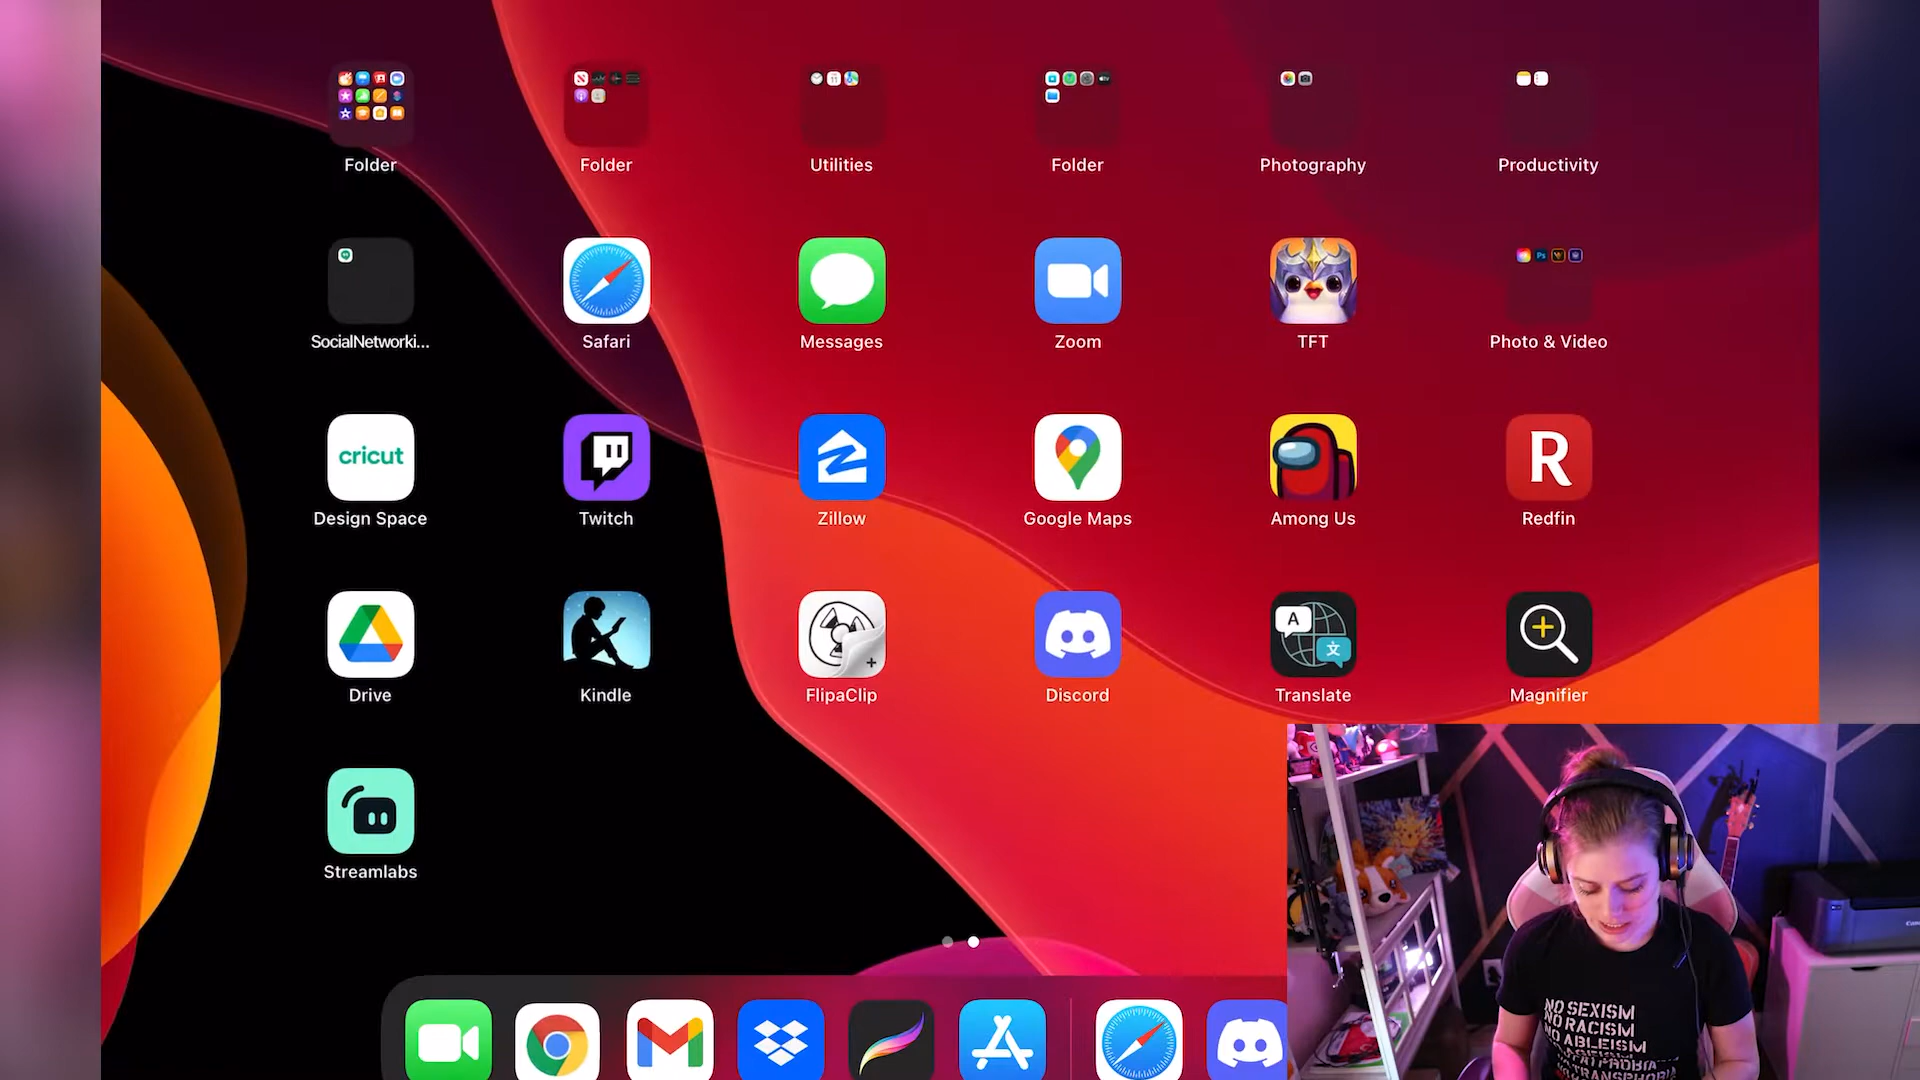 Folder
Folder
Utilities
Folder
Photography
Productivity
SocialNetworki...
Safari
Messages
Zoom
TFT
Photo & Video
cricut
Design Space
Twitch
Zillow
Google Maps
Among Us
R
Redfin
Drive
Kindle
FlipaClip
Discord
A
文
Translate
Magnifier
Streamlabs
NO SEXISM
NO RACISM
NO ABLEISM